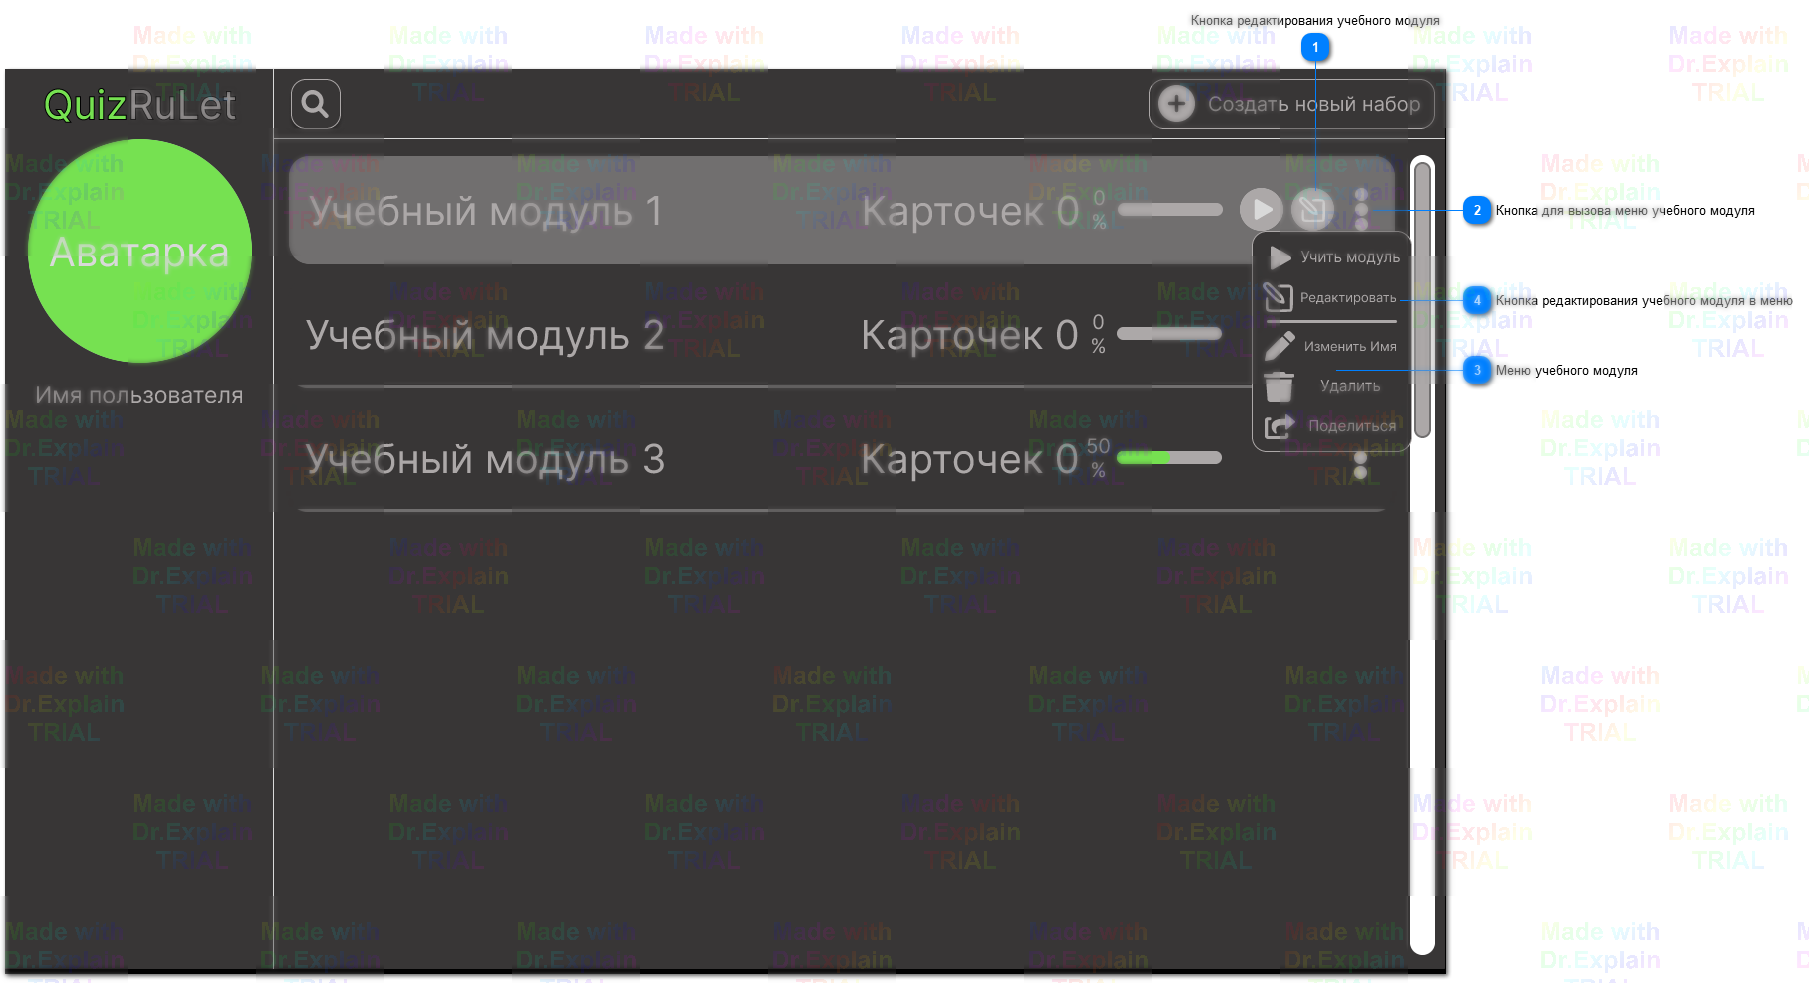 Кнопка редактирования учебного модуля
1
QuizRuLet
Создать новый набор
Аватарка
Имя пользователя
Учебный модуль 1
Карточек 0
0
%
2
Кнопка для вызова меню учебного модуля
Учить модуль
Редактировать
4
Кнопка редактирования учебного модуля в меню
Учебный модуль 2
Карточек 0
0
%
Изменить Имя
3
Меню учебного модуля
Удалить
Поделиться
Учебный модуль 3
Карточек 0
50
%
Made with
Dr.Explain
TRIAL